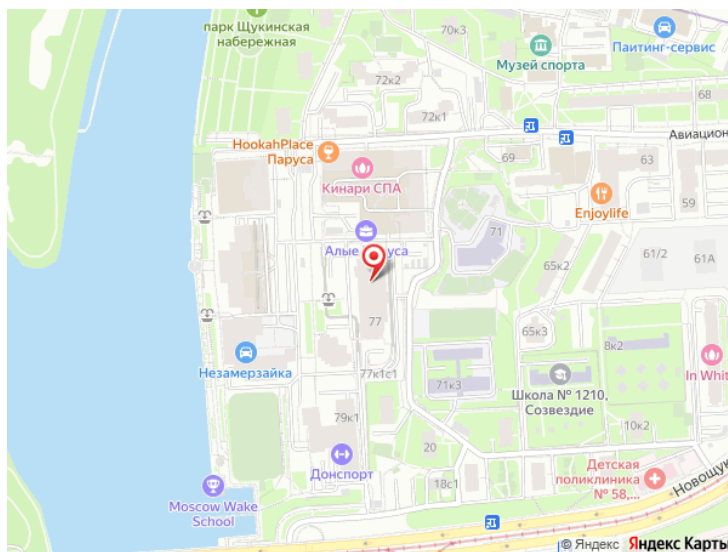 парк Щукинская
набережная
70к3
Музей спорта
Паитинг-сервис
72к2
68
72к1
HookahPlace
Паруса
Авиацион
69
63
Кинари СПА
59
Enjoylife
71
Алые
уса
61/2
61А
65к2
77
65к3
8к2
Незамерзайка
77к1с1
71к3
In Whit
Школа № 1210,
Созвездие
79к1
10к2
20
Донспорт
Детская
поликлиника
№ 58,...
18с1
Новощук
Moscow Wake
School
© Яндекс Яндекс Карты